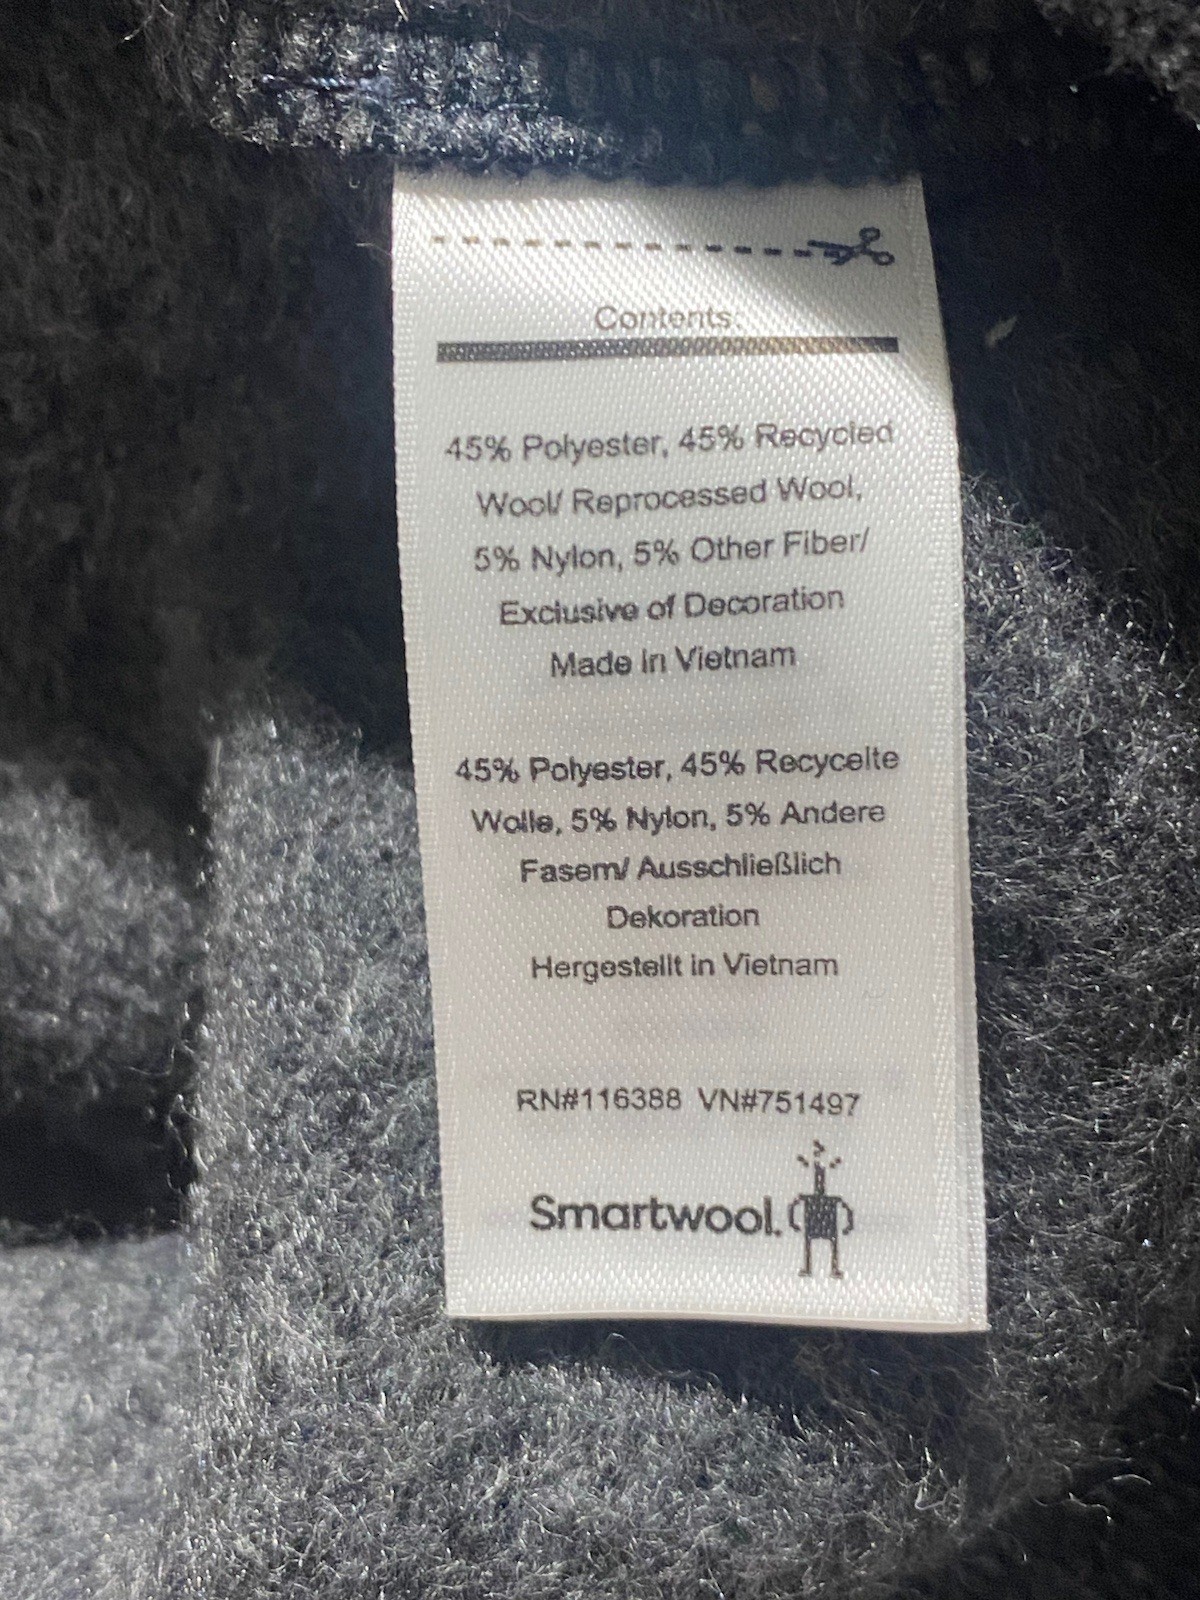 Contents:
45% Polyester, 45% Recycled
Wool/ Reprocessed Wool,
5% Nylon, 5% Other Fiber/
Exclusive of Decoration
Made in Vietnam
45% Polyester, 45% Recycelte
Wolle, 5% Nylon, 5% Andere
Fasern/ Ausschließlich
Dekoration
Hergestellt in Vietnam
RN#116388 VN#751497
Smartwool.